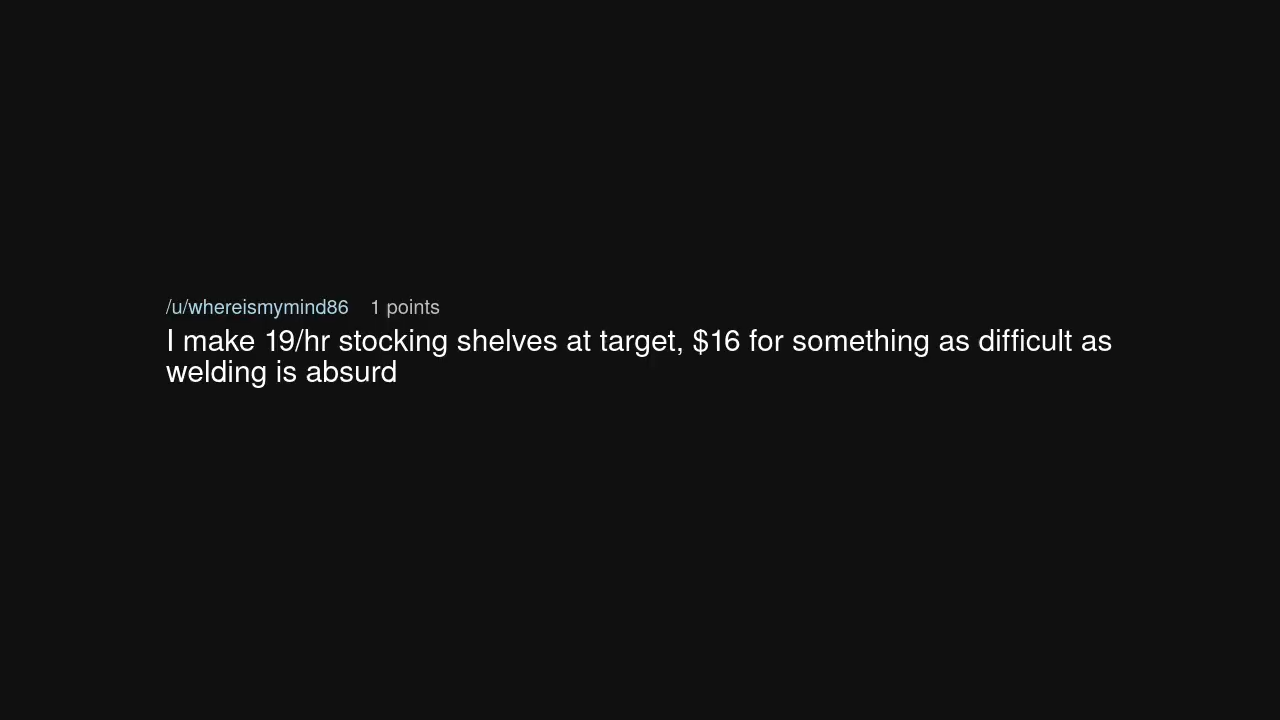 /u/whereismymind86 1 points
I make 19/hr stocking shelves at target, $16 for something as difficult as
welding is absurd